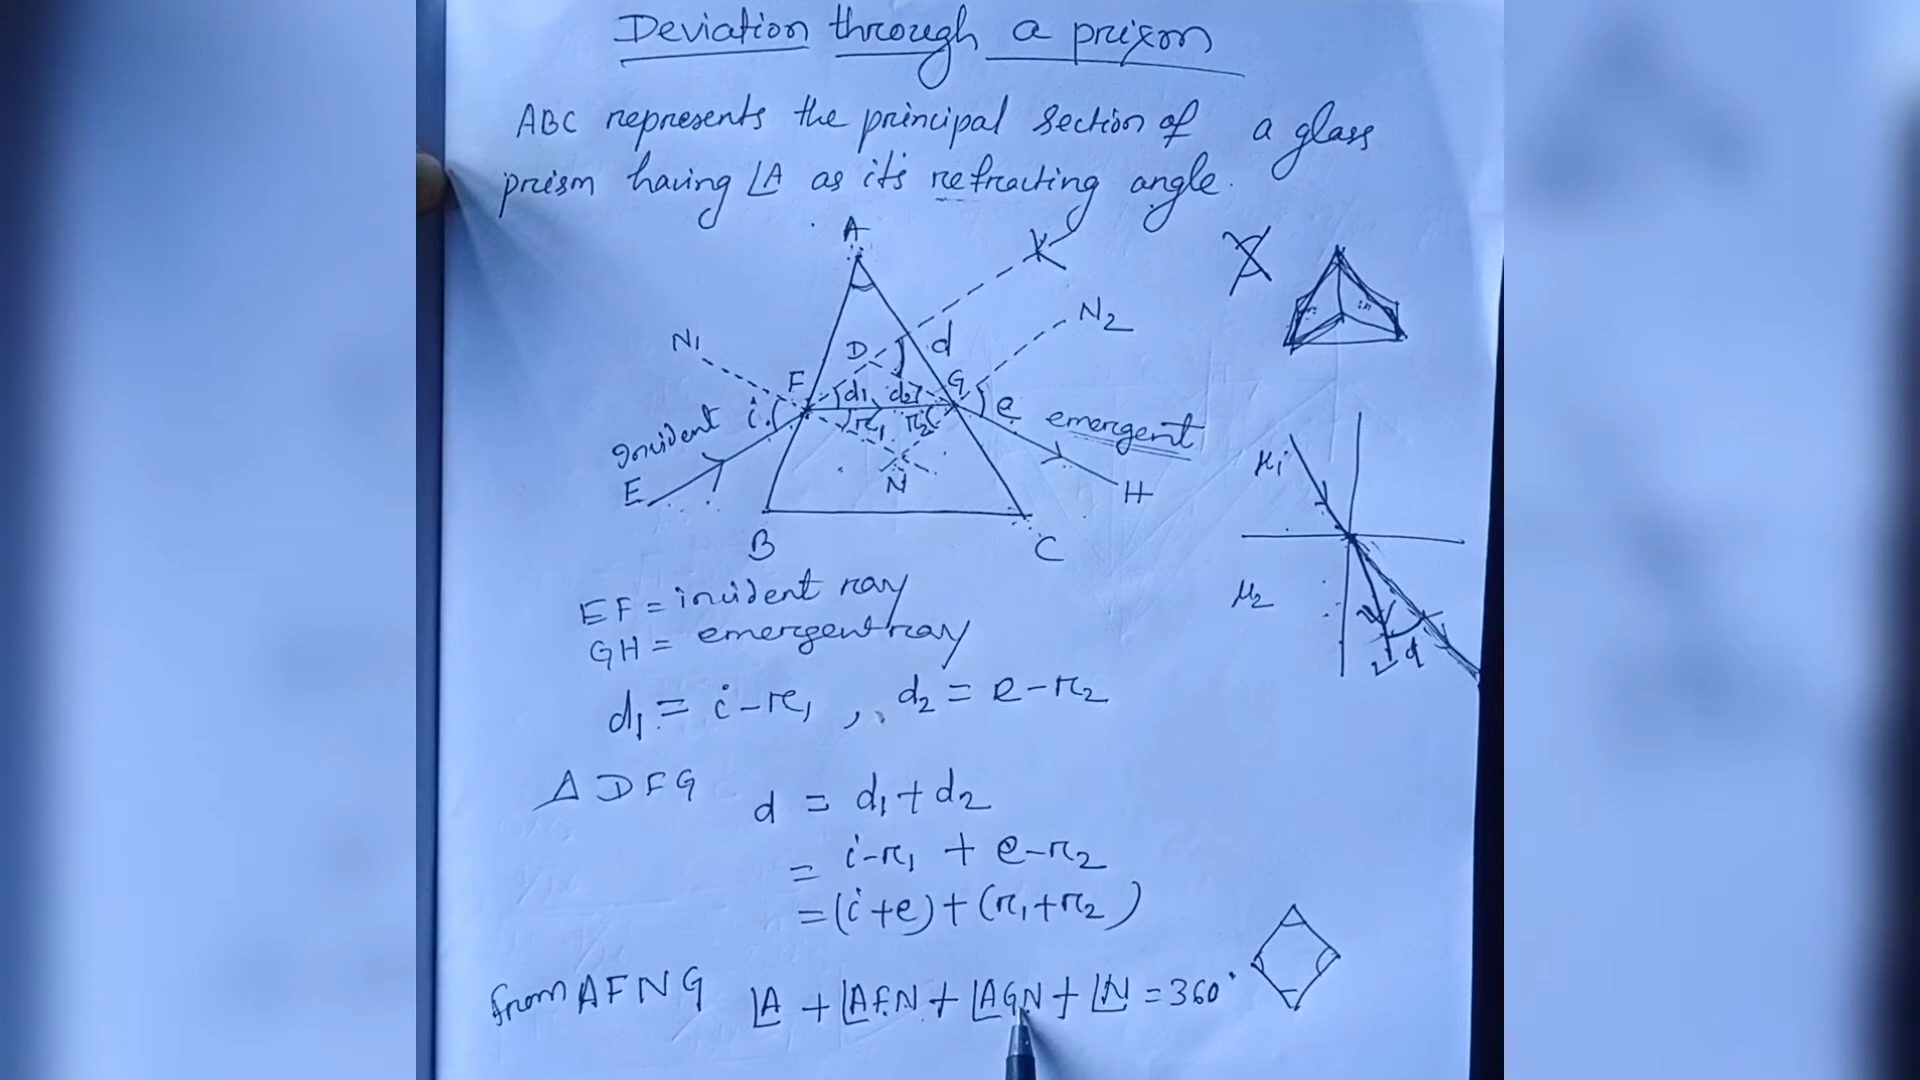 Deviation through a prism
ABC represents the principal section of a glass
prism having ∠A as its refracting angle.
A
K
N₁
N₂
D
d
F
G
i
d₁
d₂
e
r₁
r₂
Incident
emergent
E
N
H
B
C
μ₁
μ₂
d
EF = incident ray
GH = emergent ray
d₁ = i - r₁ , d₂ = e - r₂
Δ DFG d = d₁ + d₂
= i - r₁ + e - r₂
= (i + e) + (r₁ + r₂)
from AFNG ∠A + ∠AFN + ∠AGN + ∠N = 360°